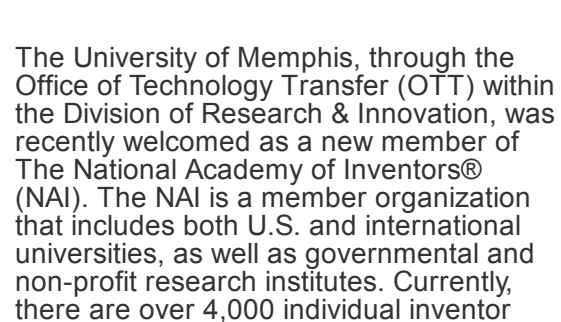 The University of Memphis, through the
Office of Technology Transfer (OTT) within
the Division of Research & Innovation, was
recently welcomed as a new member of
The National Academy of Inventors®
(NAI). The NAI is a member organization
that includes both U.S. and international
universities, as well as governmental and
non-profit research institutes. Currently,
there are over 4,000 individual inventor